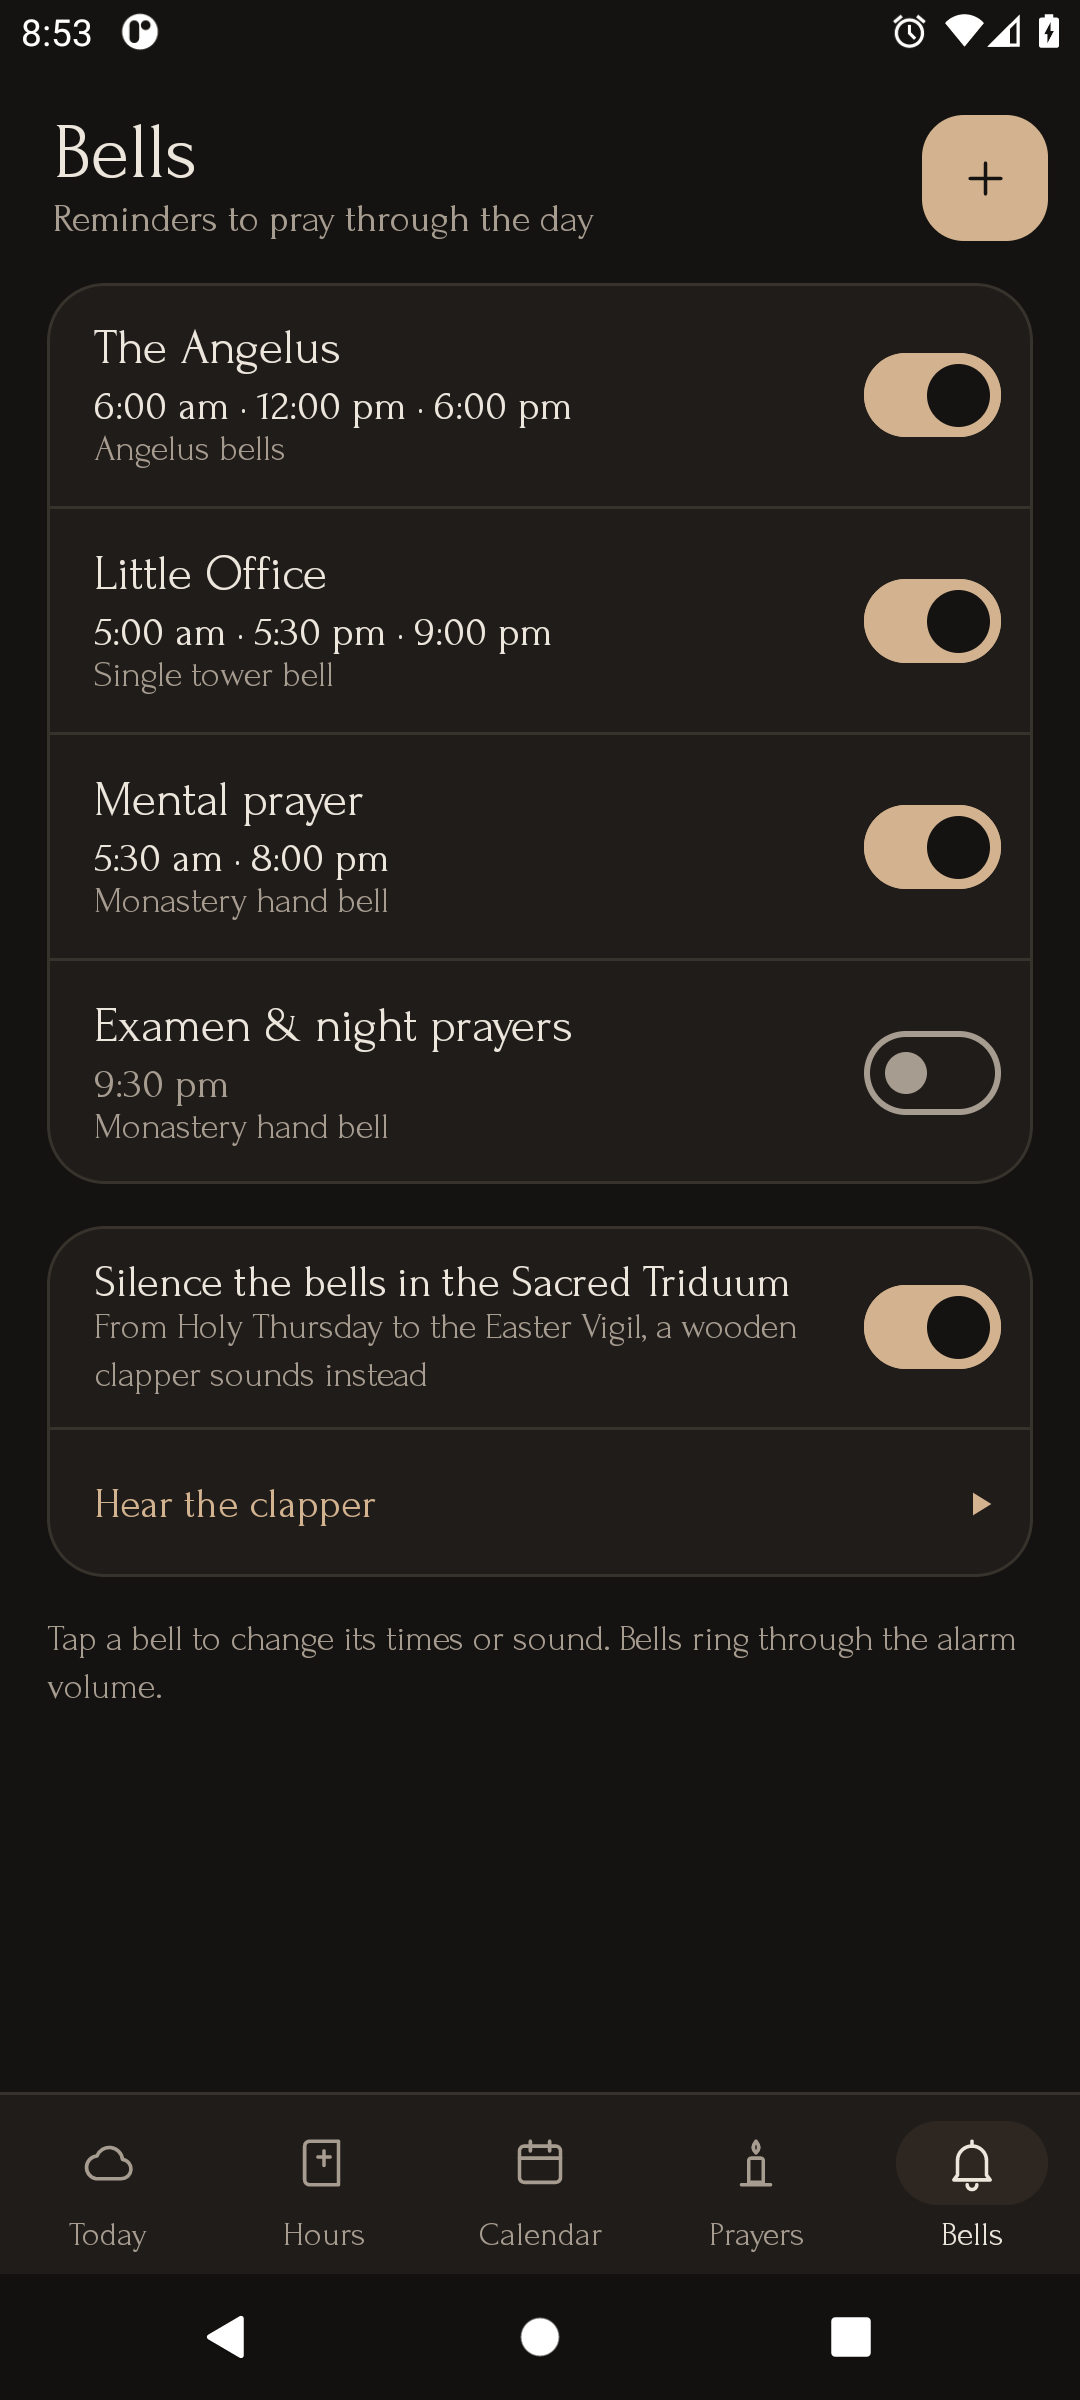 8:53
Bells
Reminders to pray through the day
The Angelus
6:00 am · 12:00 pm · 6:00 pm
Angelus bells
Little Office
5:00 am · 5:30 pm · 9:00 pm
Single tower bell
Mental prayer
5:30 am · 8:00 pm
Monastery hand bell
Examen & night prayers
9:30 pm
Monastery hand bell
Silence the bells in the Sacred Triduum
From Holy Thursday to the Easter Vigil, a wooden
clapper sounds instead
Hear the clapper
Tap a bell to change its times or sound. Bells ring through the alarm
volume.
Today
Hours
Calendar
Prayers
Bells